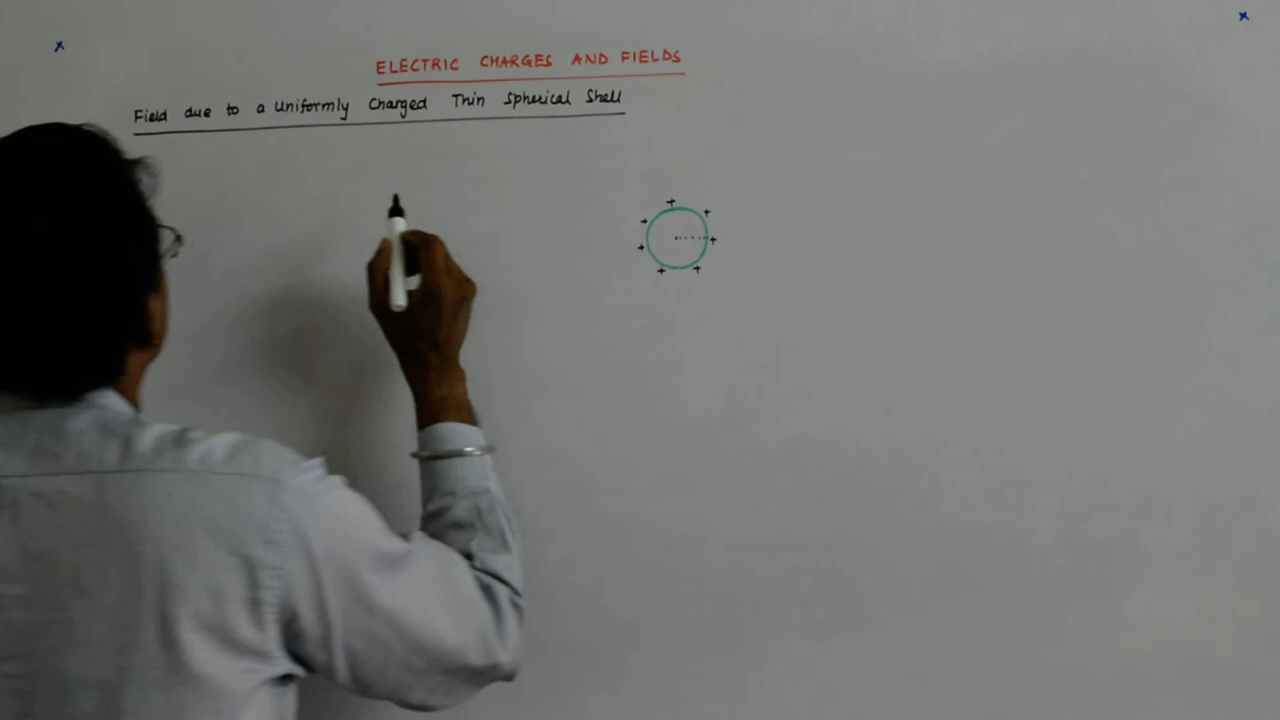 ELECTRIC CHARGES AND FIELDS
Field due to a Uniformly Charged Thin Spherical Shell
+ +
+
+ +
+ +